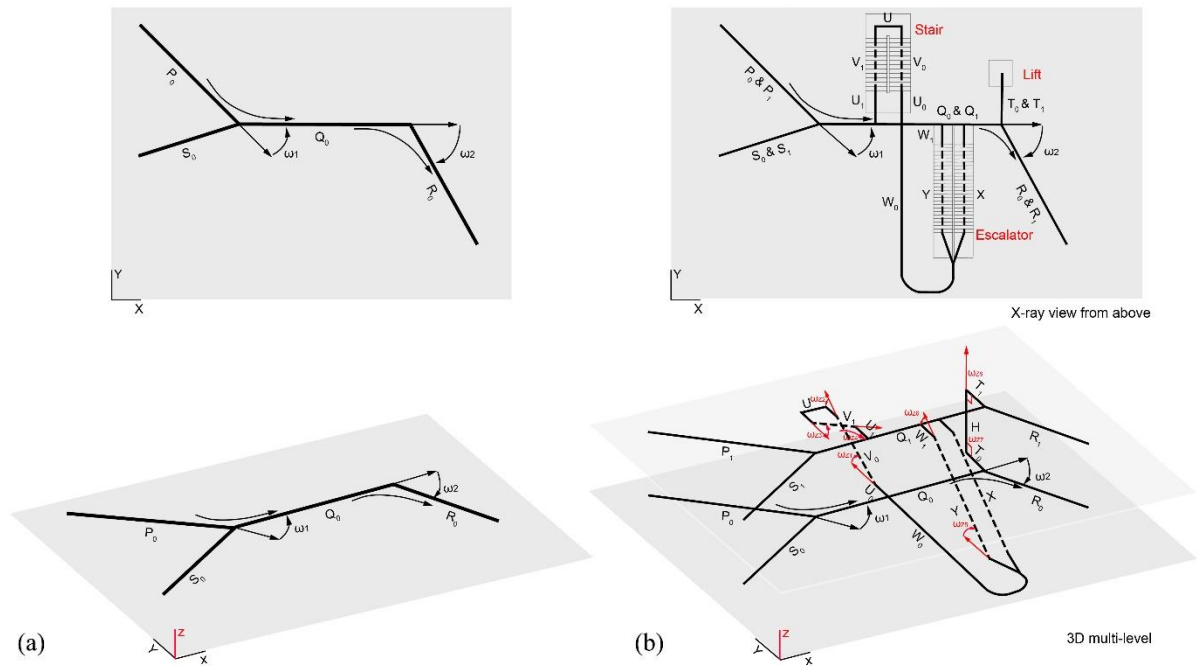 P₀
S₀
Q₀
R₀
ω1
ω2
Y
X
U
Stair
V₁
V₀
U₁
U₀
Lift
P₀ & P₁
S₀ & S₁
Q₀ & Q₁
T₀ & T₁
W₁
ω1
ω2
W₀
Y
X
R₀ & R₁
Escalator
Y
X
X-ray view from above
P₀
S₀
Q₀
R₀
ω1
ω2
(a)
Z
Y
X
U
V₁
U₁
V₀
U₀
P₁
S₁
Q₁
W₁
T₁
H
T₀
R₁
P₀
S₀
Q₀
R₀
ω1
ω2
W₀
Y
X
(b)
Z
Y
X
3D multi-level